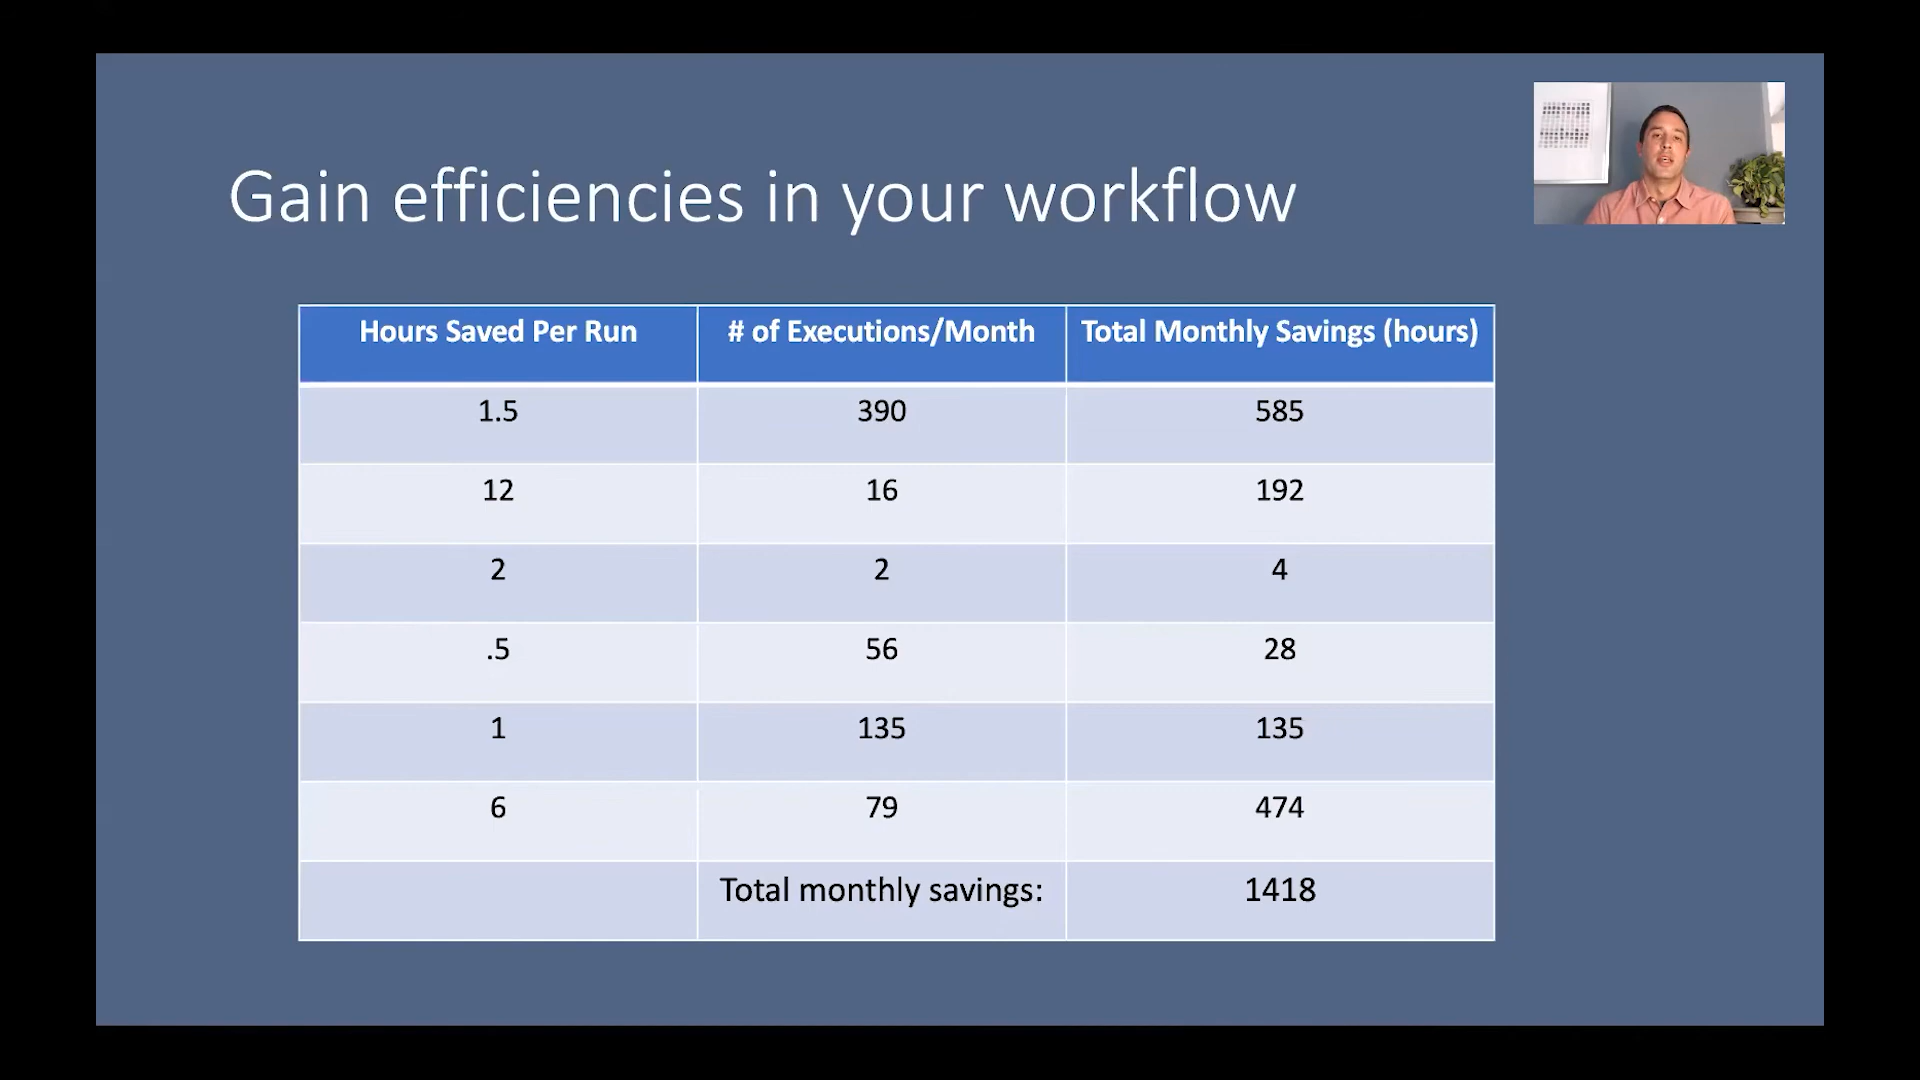 Gain efficiencies in your workflow
Hours Saved Per Run # of Executions/Month Total Monthly Savings (hours)
1.5 390 585
12 16 192
2 2 4
.5 56 28
1 135 135
6 79 474
Total monthly savings: 1418